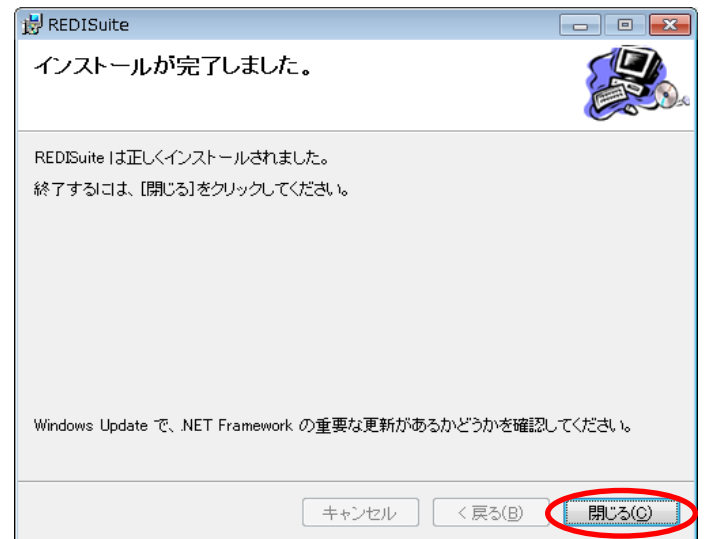 REDISuite
インストールが完了しました。
REDISuite は正しくインストールされました。
終了するには、[閉じる]をクリックしてください。
Windows Update で、.NET Framework の重要な更新があるかどうかを確認してください。
キャンセル < 戻る(B) 閉じる(C)